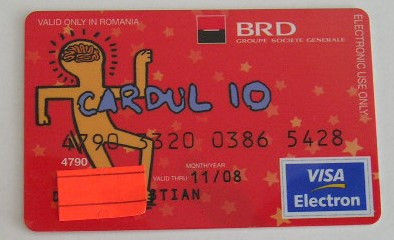 VALID ONLY IN ROMANIA
BRD
GROUPE SOCIETE GENERALE
ELECTRONIC USE ONLY
CARDUL 10
4790 3320 0386 5428
4790
MONTH/YEAR
VALID THRU 11/08
VISA
Electron